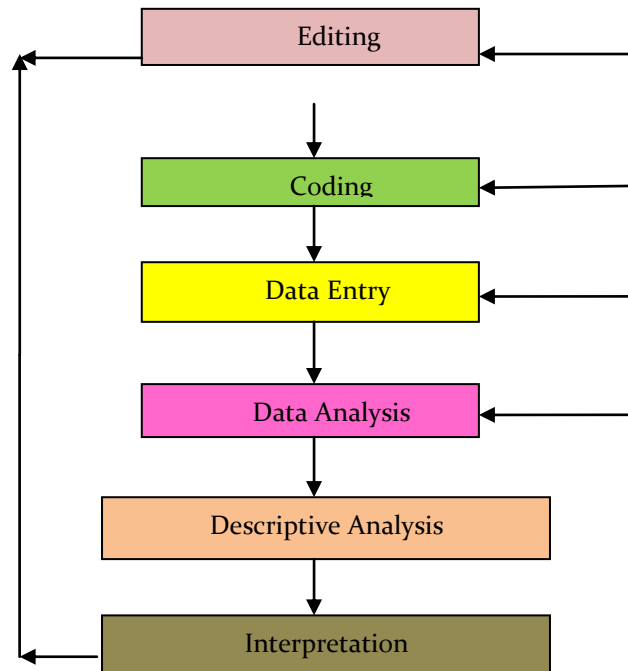 Editing
Coding
Data Entry
Data Analysis
Descriptive Analysis
Interpretation